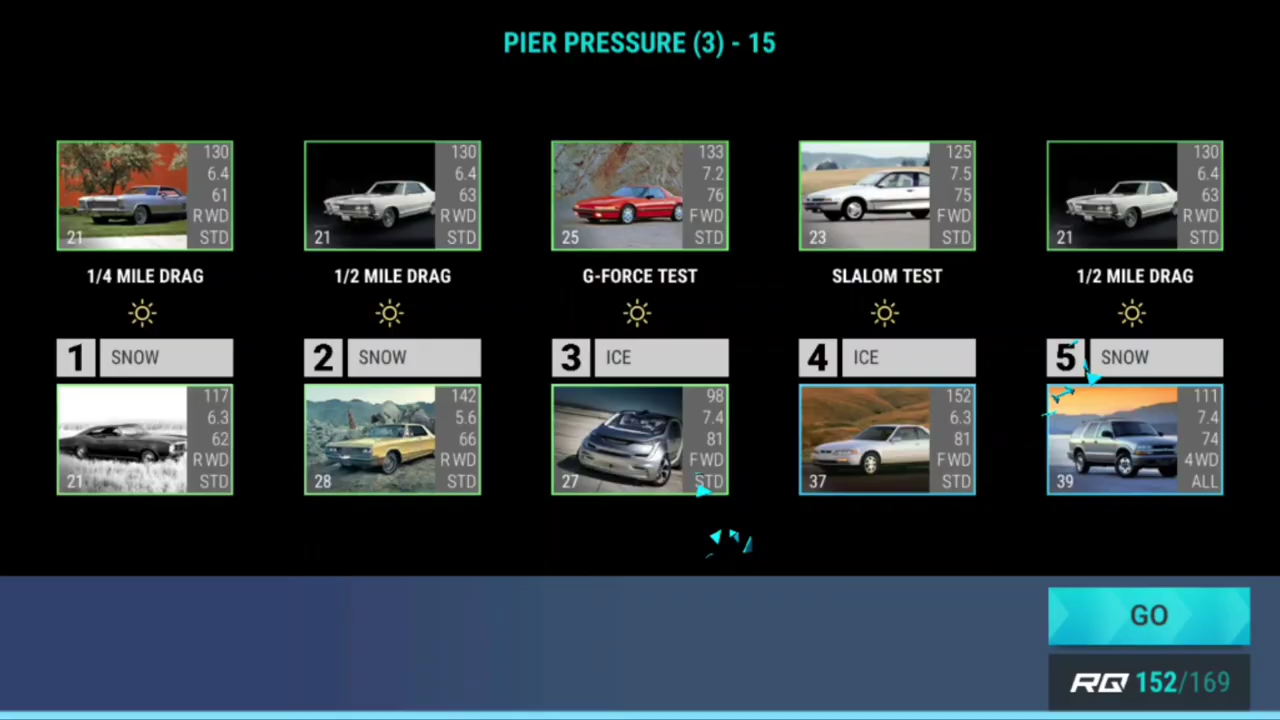 PIER PRESSURE (3) - 15
130
6.4
61
RWD
STD
21
130
6.4
63
RWD
STD
21
133
7.2
76
FWD
STD
25
125
7.5
75
FWD
STD
23
130
6.4
63
RWD
STD
21
1/4 MILE DRAG
1/2 MILE DRAG
G-FORCE TEST
SLALOM TEST
1/2 MILE DRAG
1 SNOW
2 SNOW
3 ICE
4 ICE
5 SNOW
117
6.3
62
RWD
STD
21
142
5.6
66
RWD
STD
28
98
7.4
81
FWD
STD
27
152
6.3
81
FWD
STD
37
111
7.4
74
4WD
ALL
39
GO
RQ 152/169